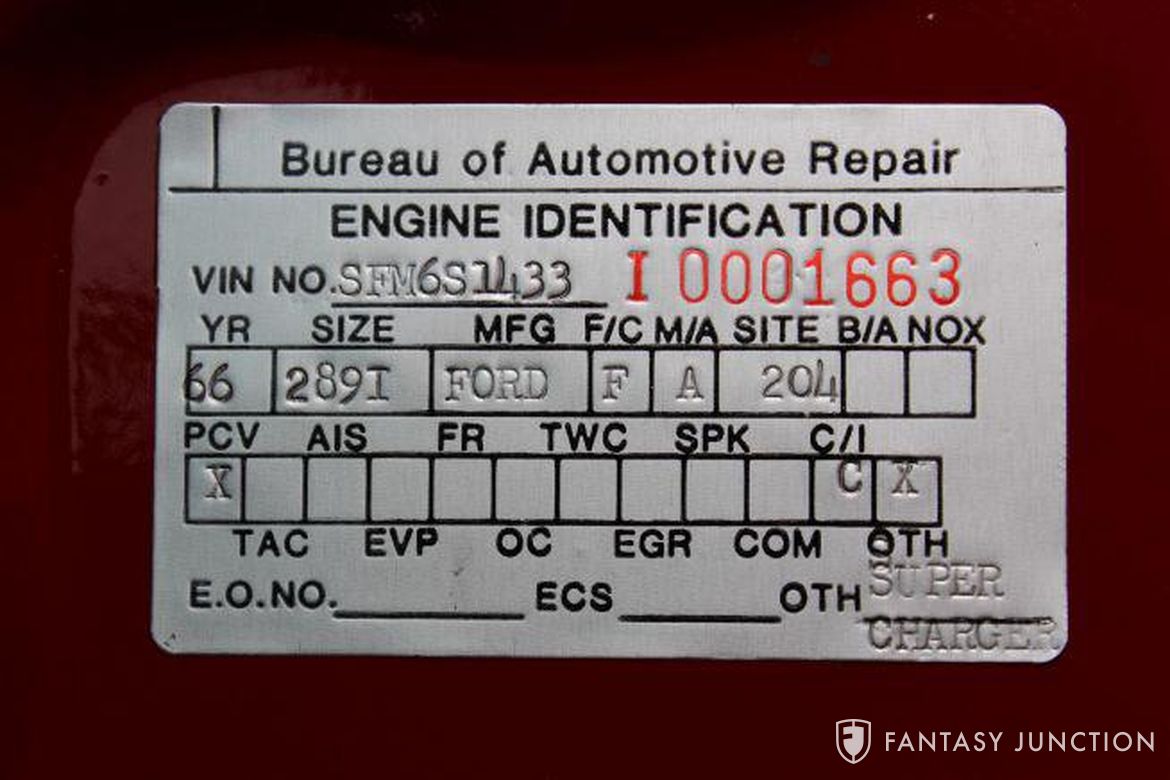 Bureau of Automotive Repair
ENGINE IDENTIFICATION
VIN NO. SFM6S1433 I 0001663
YR SIZE MFG F/C M/A SITE B/A NOX
66 289I FORD F A 204
PCV AIS FR TWC SPK C/I
X C X
TAC EVP OC EGR COM OTH
E.O.NO. ECS OTH SUPER
CHARGER
FANTASY JUNCTION